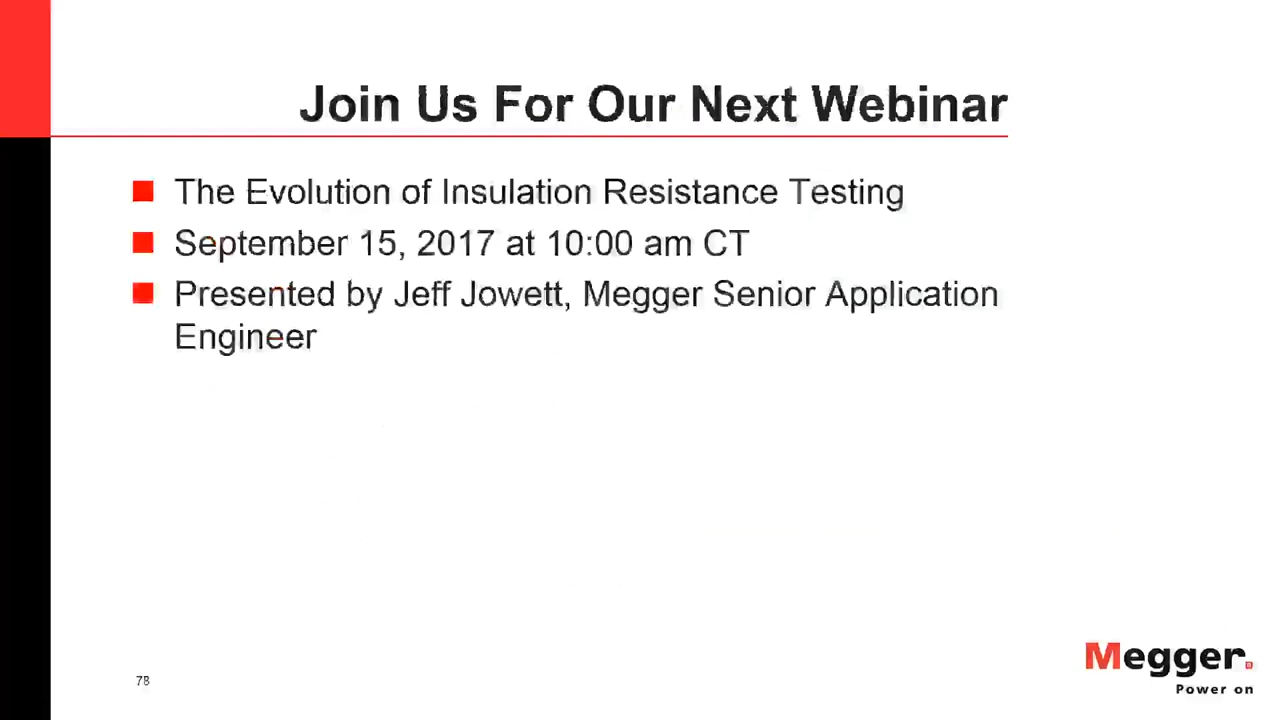 Join Us For Our Next Webinar
The Evolution of Insulation Resistance Testing
September 15, 2017 at 10:00 am CT
Presented by Jeff Jowett, Megger Senior Application
Engineer
78
Megger.
Power on